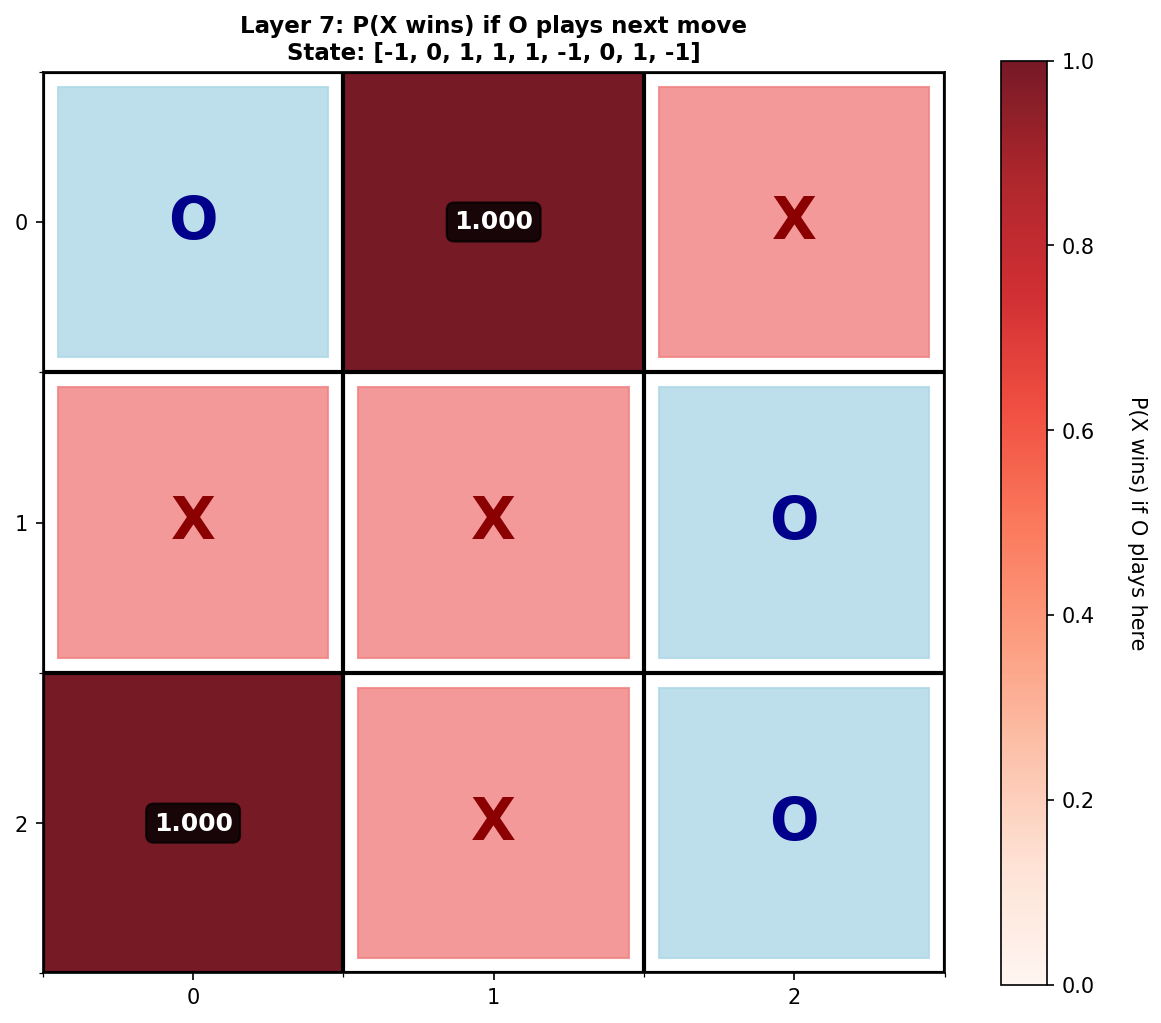 Layer 7: P(X wins) if O plays next move
State: [-1, 0, 1, 1, 1, -1, 0, 1, -1]
0
O
1.000
X
1
X
X
O
2
1.000
X
O
0
1
2
1.0
0.8
0.6
0.4
0.2
0.0
P(X wins) if O plays here